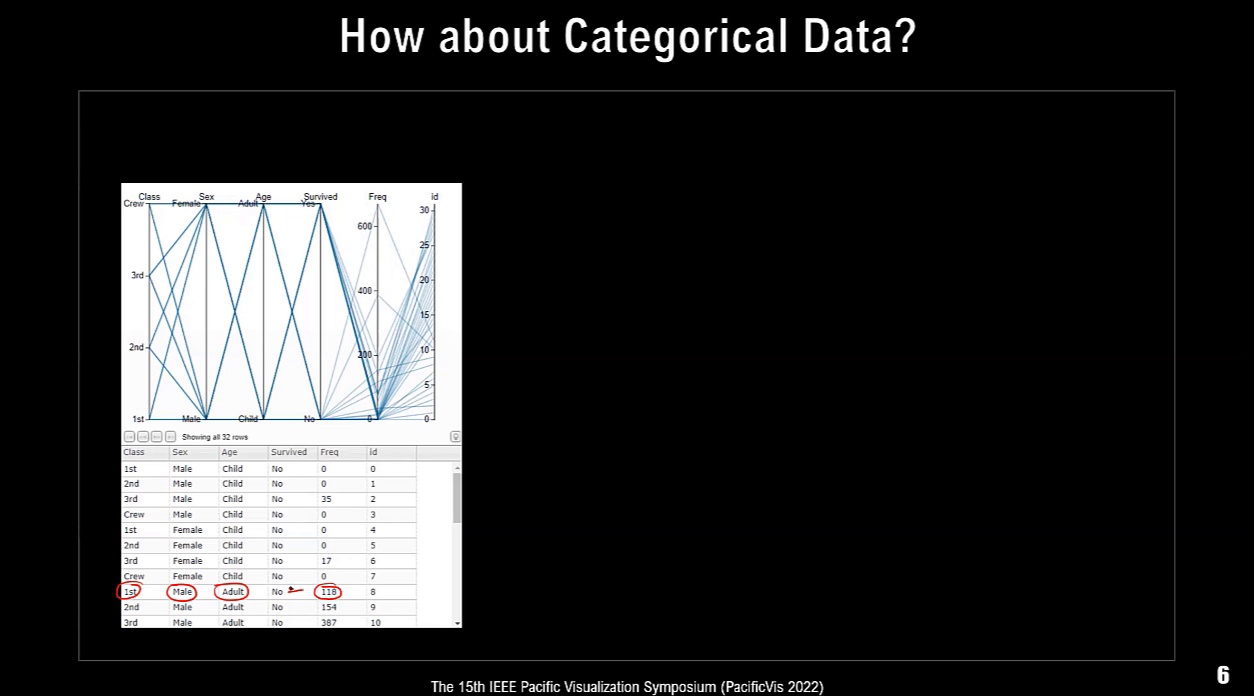 How about Categorical Data?
Class Sex Age Survived Freq id
Crew Female Adult Yes
30
600
25
3rd
20
400
15
2nd
200
10
5
1st Male Child No 0 0
Showing all 32 rows
Class Sex Age Survived Freq id
1st Male Child No 0 0
2nd Male Child No 0 1
3rd Male Child No 35 2
Crew Male Child No 0 3
1st Female Child No 0 4
2nd Female Child No 0 5
3rd Female Child No 17 6
Crew Female Child No 0 7
1st Male Adult No 118 8
2nd Male Adult No 154 9
3rd Male Adult No 387 10
The 15th IEEE Pacific Visualization Symposium (PacificVis 2022)
6